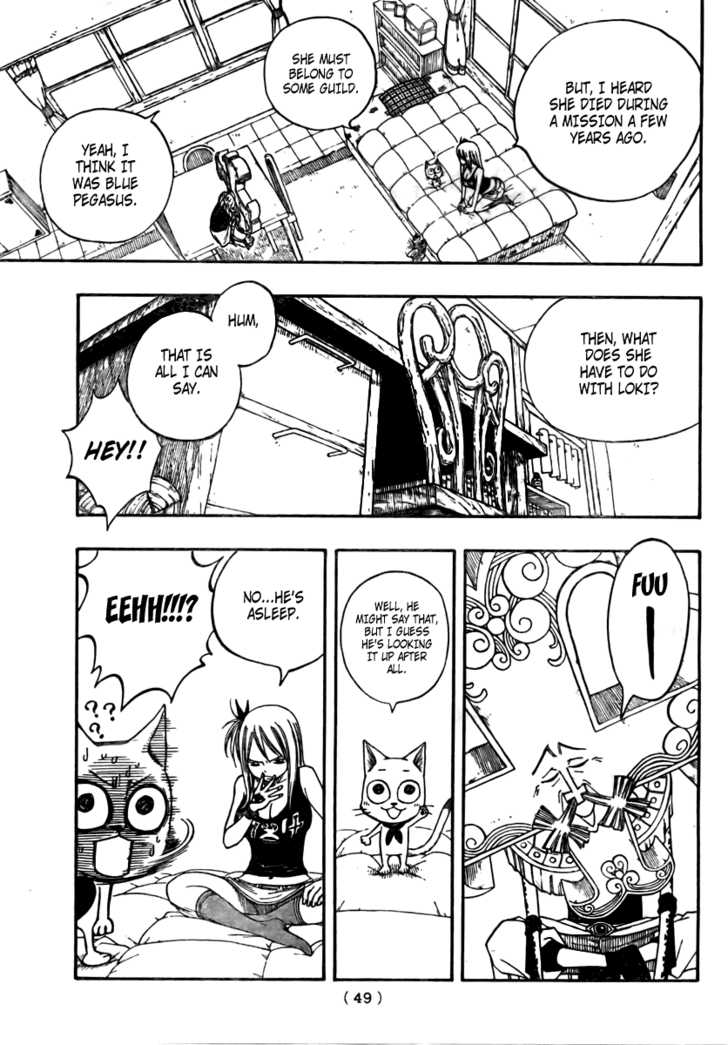 BUT, I HEARD
SHE DIED DURING
A MISSION A FEW
YEARS AGO.
SHE MUST
BELONG TO
SOME GUILD.
YEAH, I
THINK IT
WAS BLUE
PEGASUS.
THEN, WHAT
DOES SHE
HAVE TO DO
WITH LOKI?
HUM,
THAT IS
ALL I CAN
SAY.
HEY!!
FUU
WELL, HE
MIGHT SAY THAT,
BUT I GUESS
HE'S LOOKING
IT UP AFTER
ALL.
NO...HE'S
ASLEEP.
EEHH!!!?
??
?
( 49 )